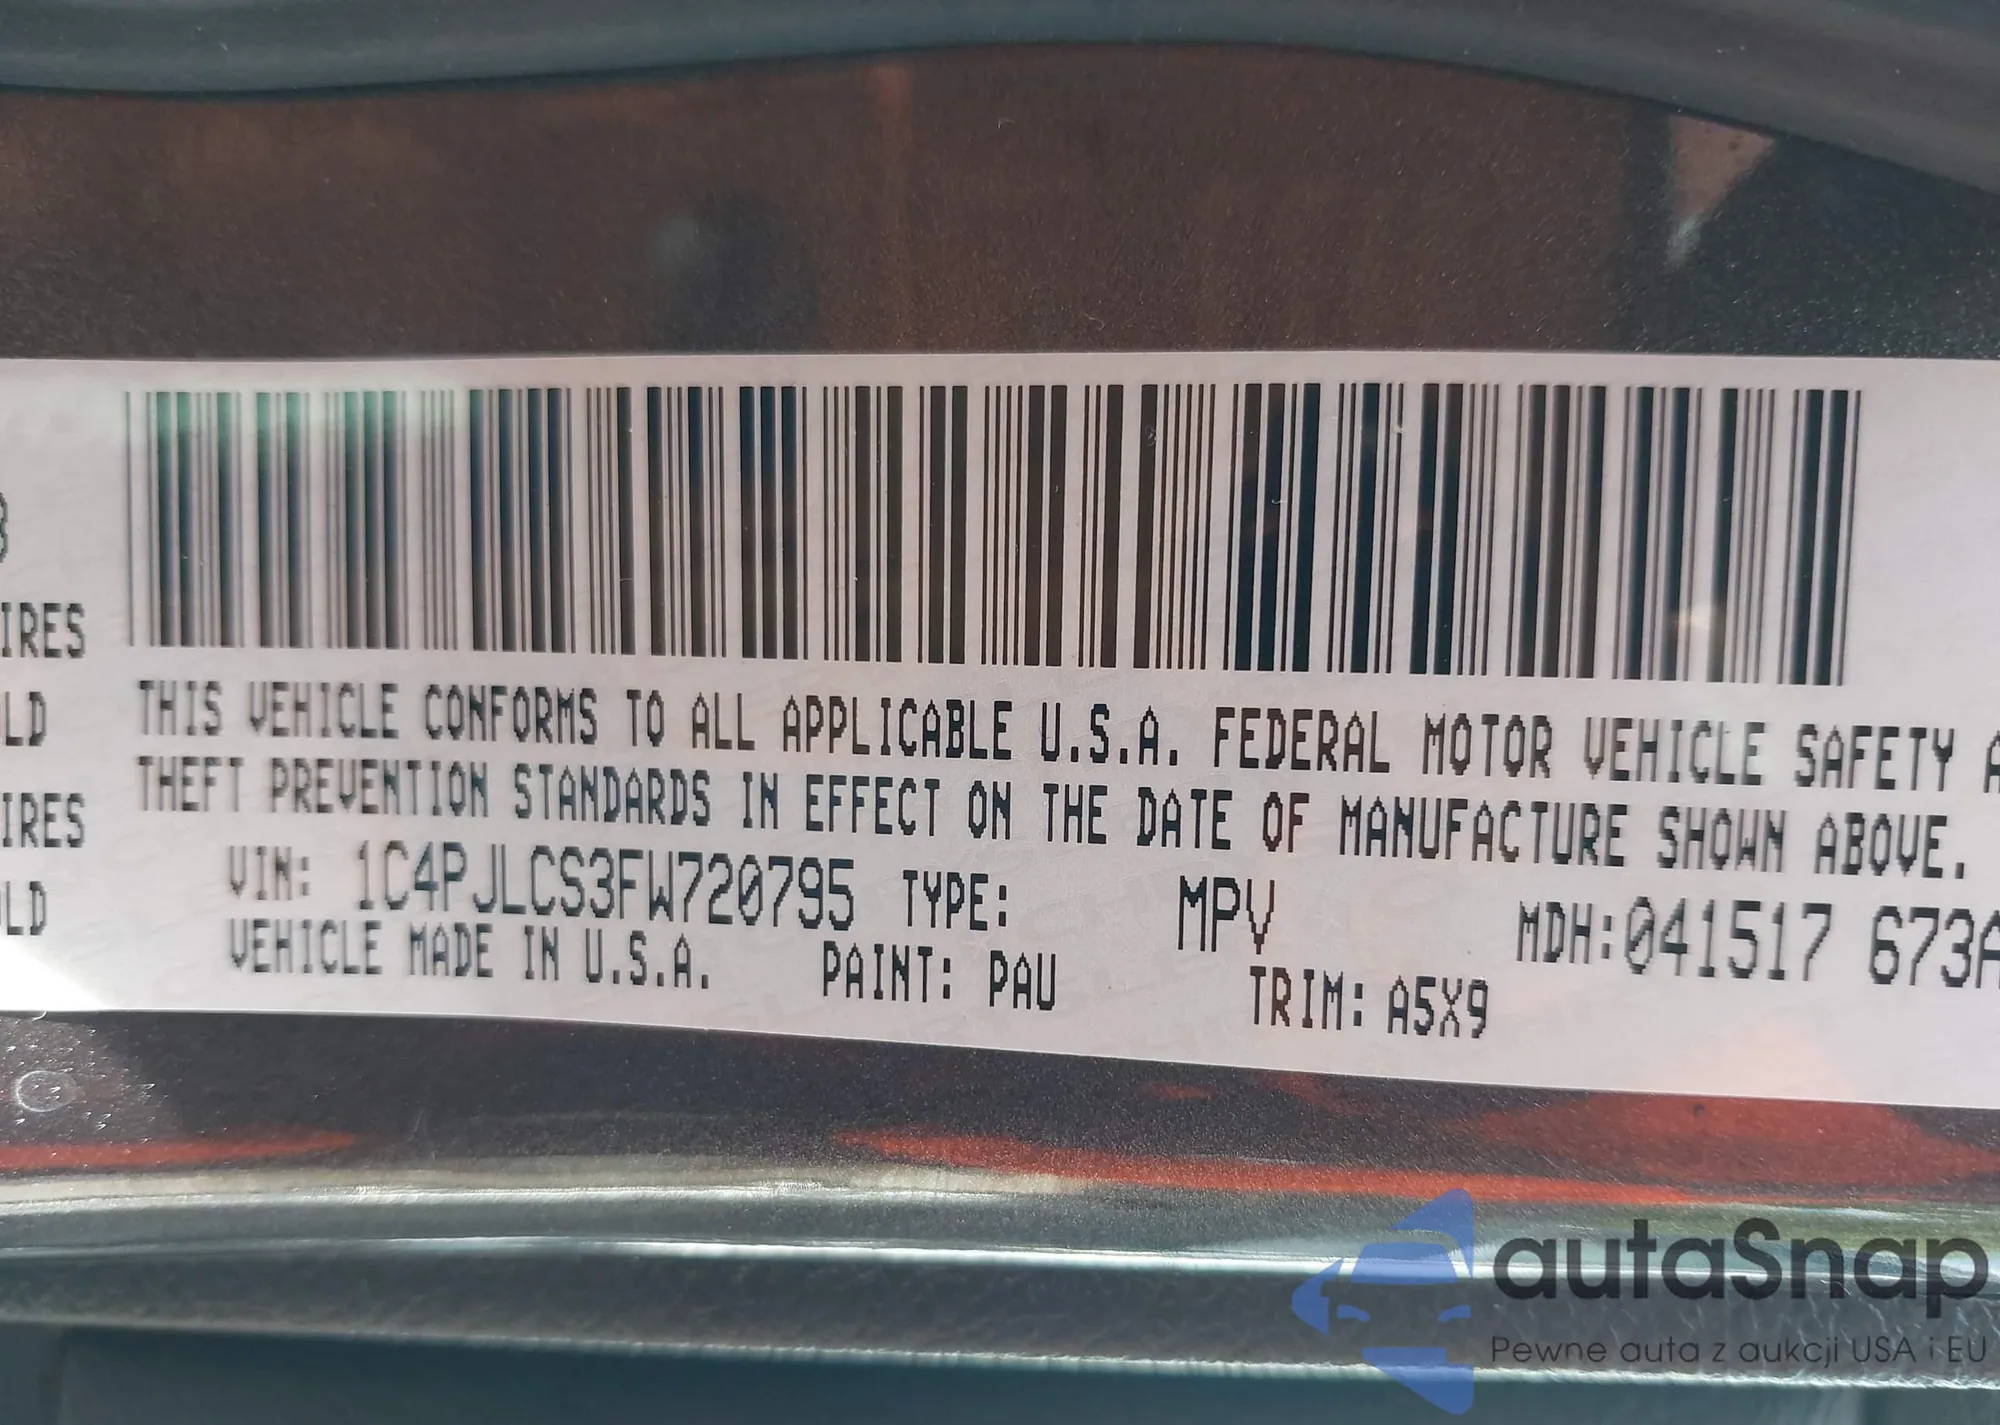 3
IRES
LD
IRES
LD
THIS VEHICLE CONFORMS TO ALL APPLICABLE U.S.A. FEDERAL MOTOR VEHICLE SAFETY A
THEFT PREVENTION STANDARDS IN EFFECT ON THE DATE OF MANUFACTURE SHOWN ABOVE.
VIN: 1C4PJLCS3FW720795 TYPE: MPV MDH:041517 673A
VEHICLE MADE IN U.S.A. PAINT: PAU TRIM: A5X9
autaSnap
Pewne auta z aukcji USA i EU